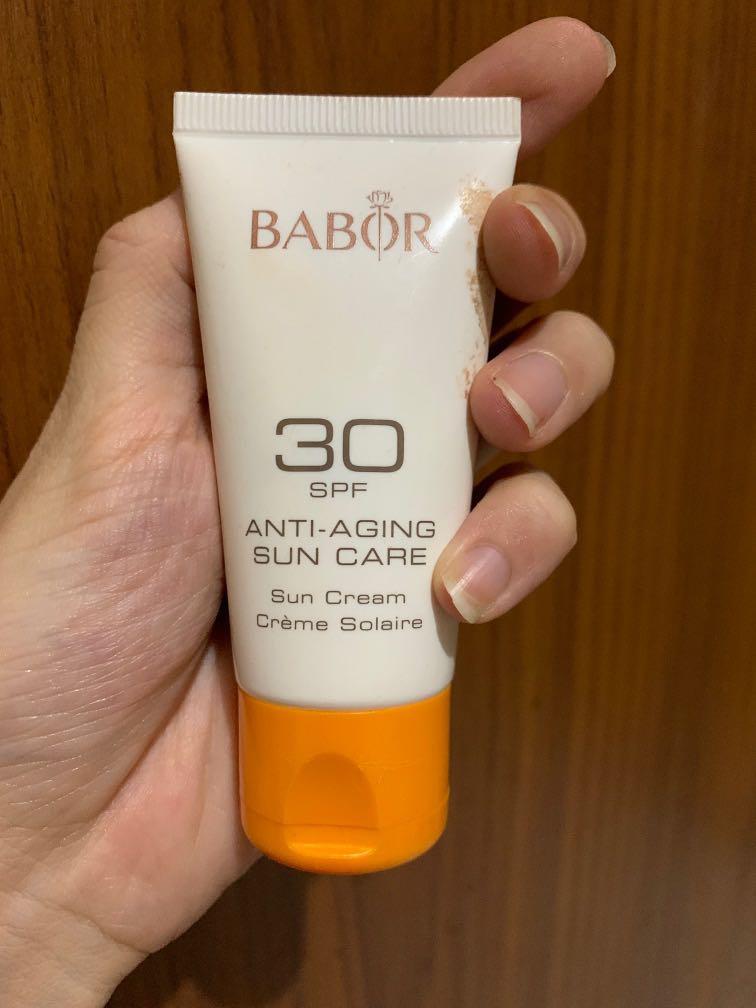 BABOR
30
SPF
ANTI-AGING
SUN CARE
Sun Cream
Crème Solaire